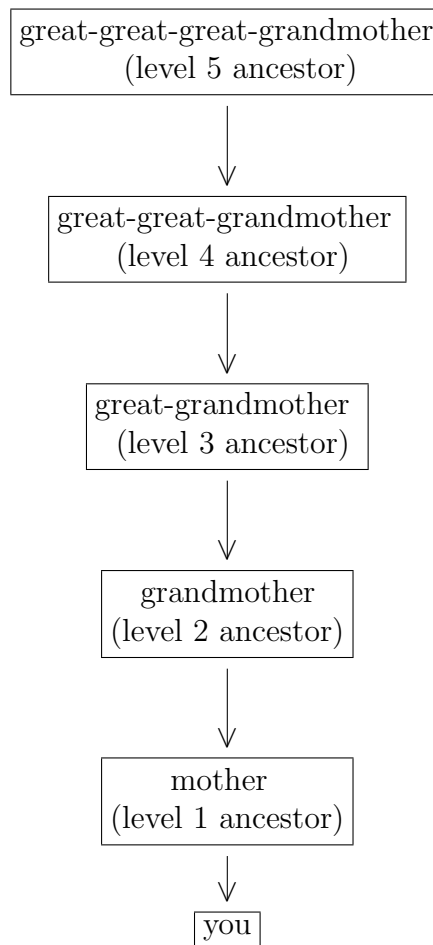 great-great-great-grandmother
(level 5 ancestor)
great-great-grandmother
(level 4 ancestor)
great-grandmother
(level 3 ancestor)
grandmother
(level 2 ancestor)
mother
(level 1 ancestor)
you